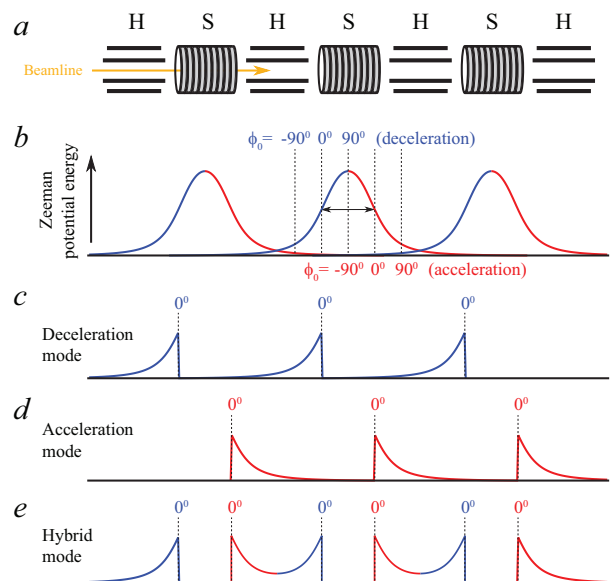 a
H S H S H S H
Beamline
b
ϕ₀= -90⁰ 0⁰ 90⁰ (deceleration)
Zeeman
potential energy
ϕ₀= -90⁰ 0⁰ 90⁰ (acceleration)
c
0⁰ 0⁰ 0⁰
Deceleration
mode
d
0⁰ 0⁰ 0⁰
Acceleration
mode
e
0⁰ 0⁰ 0⁰ 0⁰ 0⁰ 0⁰
Hybrid
mode